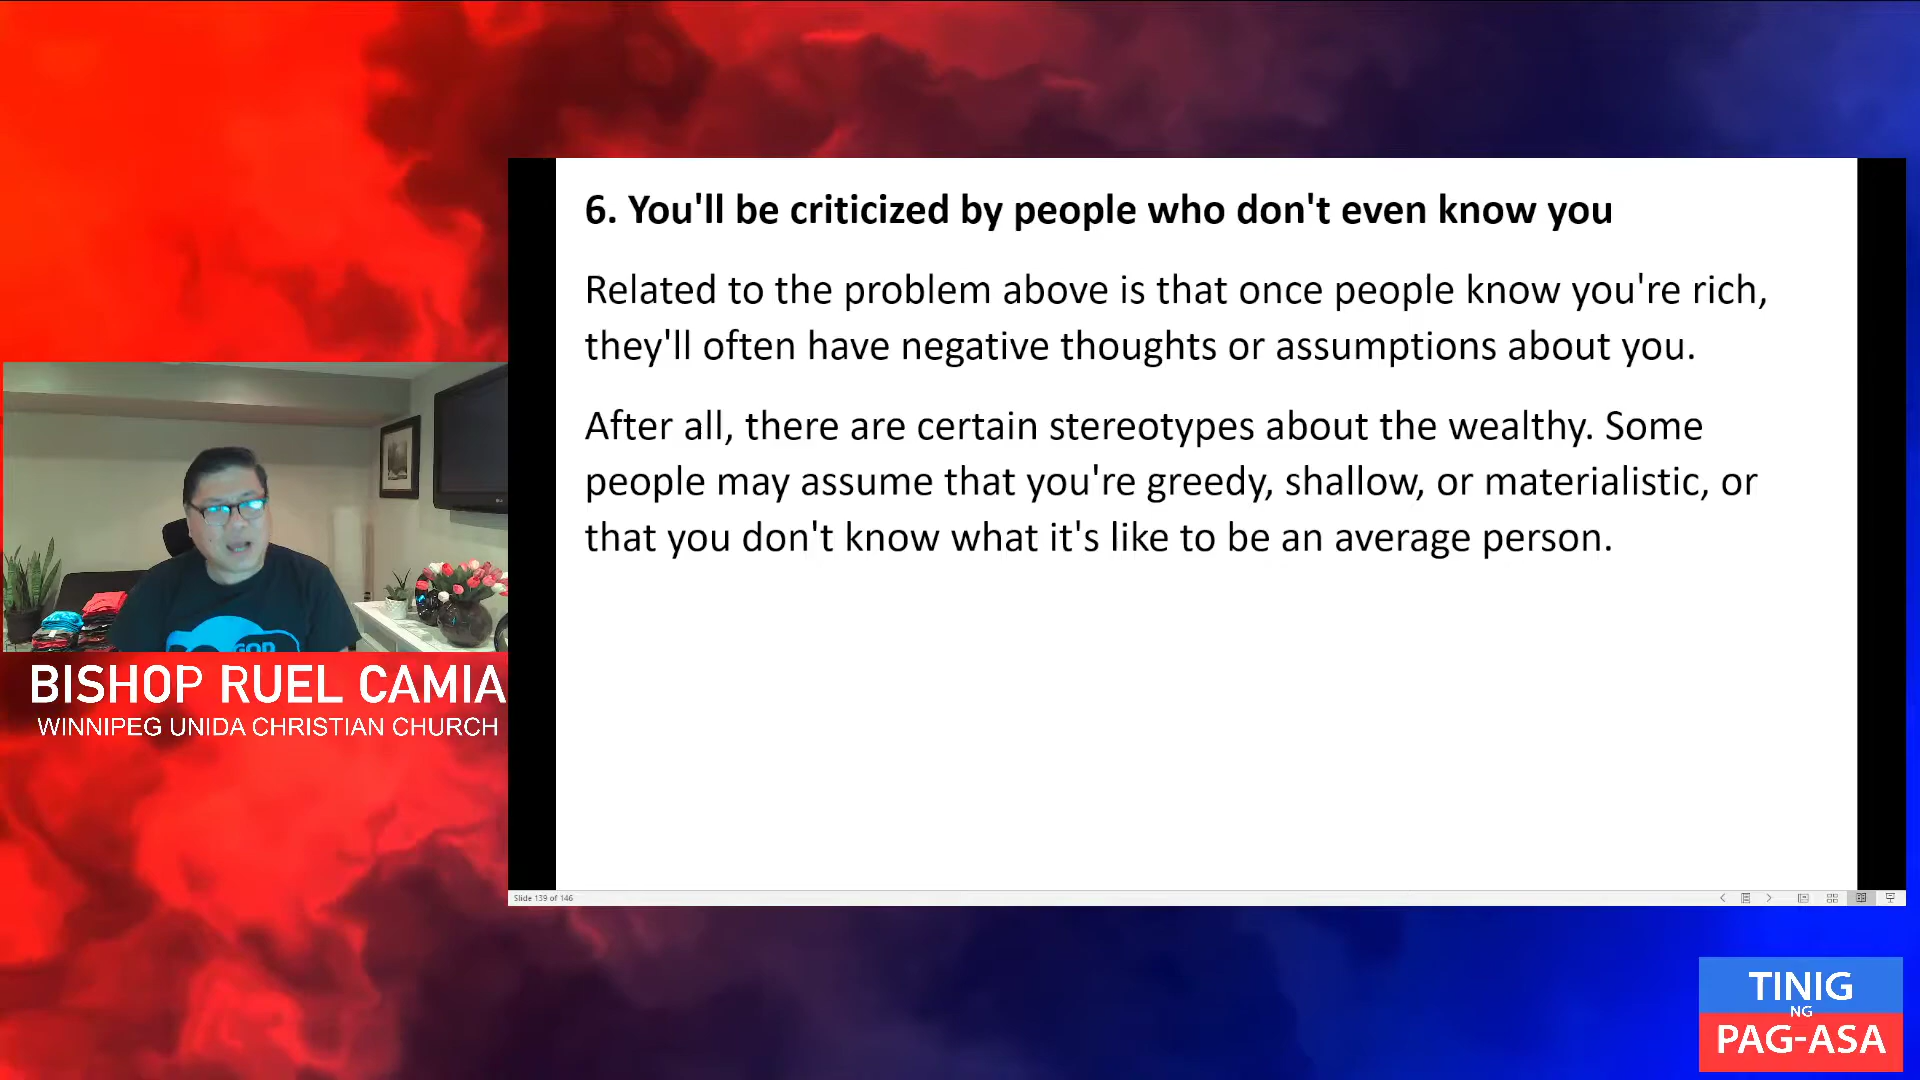 6. You'll be criticized by people who don't even know you
Related to the problem above is that once people know you're rich,
they'll often have negative thoughts or assumptions about you.
After all, there are certain stereotypes about the wealthy. Some
people may assume that you're greedy, shallow, or materialistic, or
that you don't know what it's like to be an average person.
GOD
BISHOP RUEL CAMIA
WINNIPEG UNIDA CHRISTIAN CHURCH
Slide 139 of 146
TINIG
NG
PAG-ASA